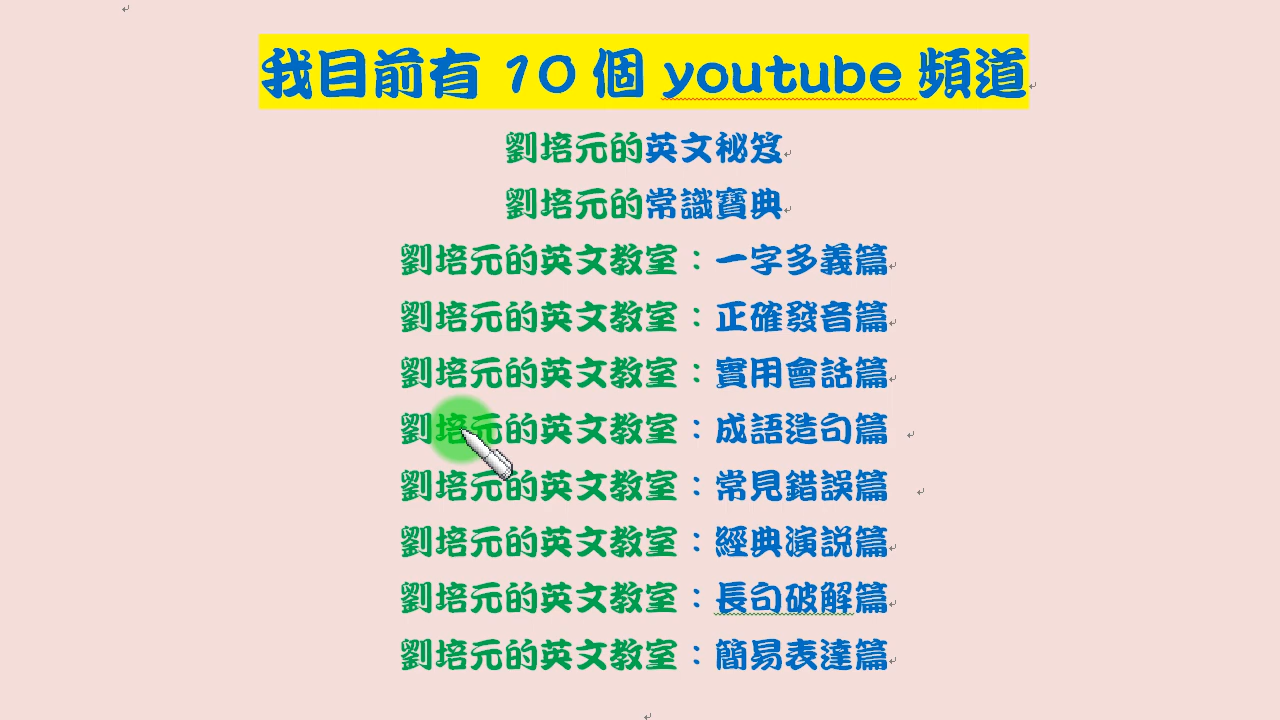 我目前有 10 個 youtube 頻道
劉培元的英文秘笈
劉培元的常識寶典
劉培元的英文教室：一字多義篇
劉培元的英文教室：正確發音篇
劉培元的英文教室：實用會話篇
劉培元的英文教室：成語造句篇
劉培元的英文教室：常見錯誤篇
劉培元的英文教室：經典演說篇
劉培元的英文教室：長句破解篇
劉培元的英文教室：簡易表達篇